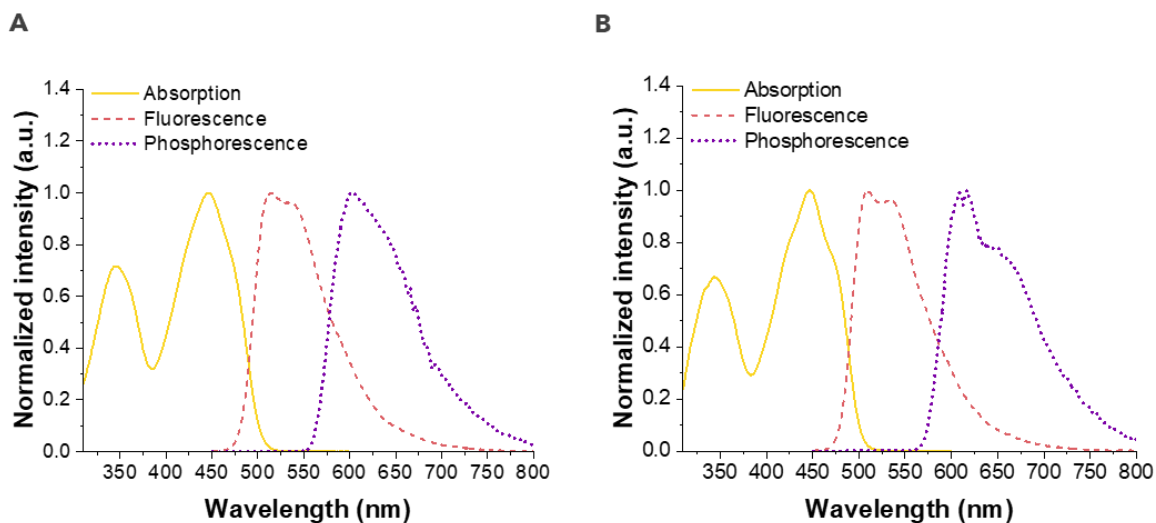 A
B
Absorption
Fluorescence
Phosphorescence
Normalized intensity (a.u.)
1.4
1.2
1.0
0.8
0.6
0.4
0.2
0.0
350 400 450 500 550 600 650 700 750 800
Wavelength (nm)
Absorption
Fluorescence
Phosphorescence
Normalized intensity (a.u.)
1.4
1.2
1.0
0.8
0.6
0.4
0.2
0.0
350 400 450 500 550 600 650 700 750 800
Wavelength (nm)